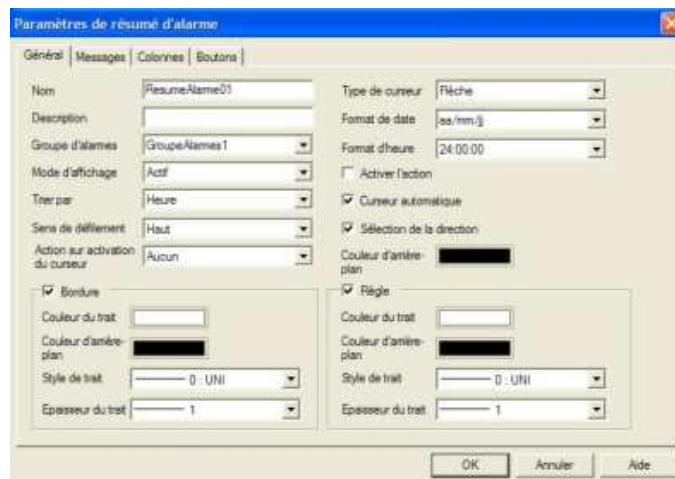 Paramètres de résumé d'alarme
Général Messages Colonnes Boutons
Nom ResumeAlarme01
Description
Groupe d'alarmes GroupeAlarmes1
Mode d'affichage Actif
Trier par Heure
Sens de défilement Haut
Action sur activation
du curseur Aucun
Type de curseur Flèche
Format de date aa/mm/jj
Format d'heure 24:00:00
Activer l'action
Curseur automatique
Sélection de la direction
Couleur d'arrière-
plan
Bordure
Couleur du trait
Couleur d'arrière-
plan
Style de trait 0 : UNI
Epaisseur du trait 1
Règle
Couleur du trait
Couleur d'arrière-
plan
Style de trait 0 : UNI
Epaisseur du trait 1
OK Annuler Aide